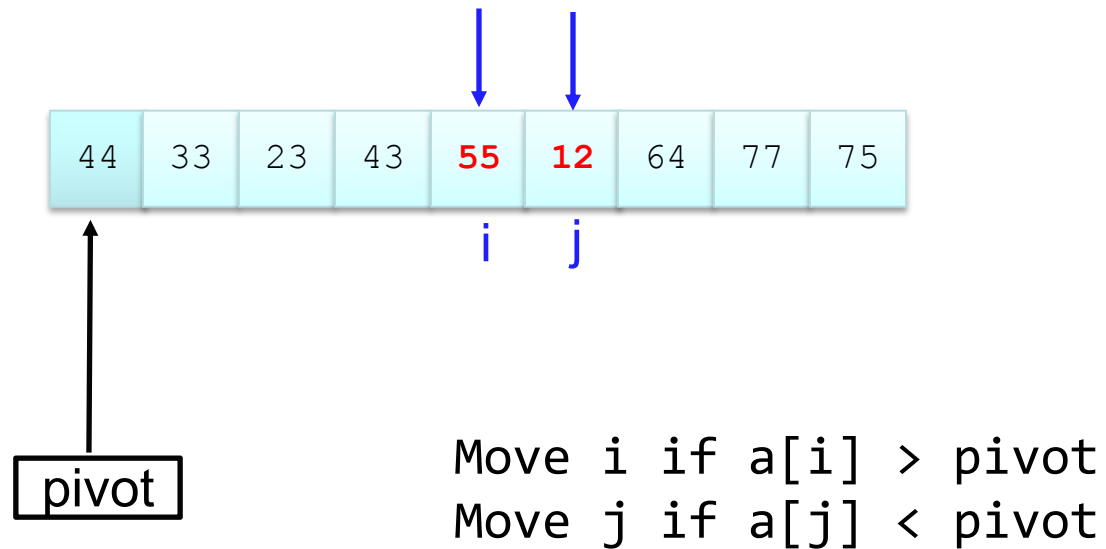 44 33 23 43 55 12 64 77 75
i j
pivot
Move i if a[i] > pivot
Move j if a[j] < pivot